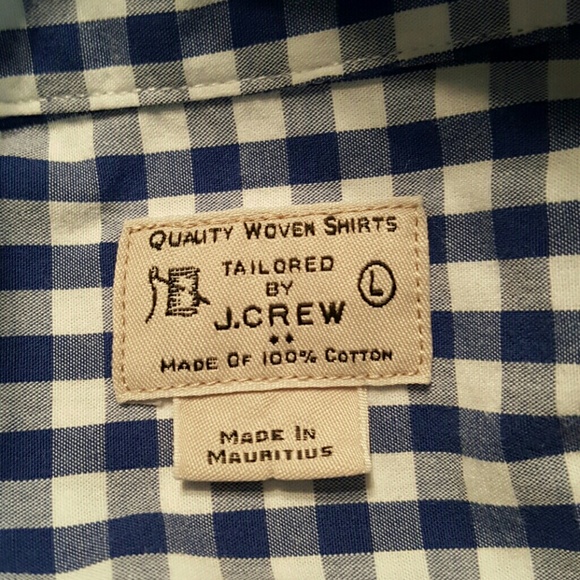 QUALITY WOVEN SHIRTS
TAILORED
BY
L
J.CREW
MADE OF 100% COTTON
MADE IN
MAURITIUS